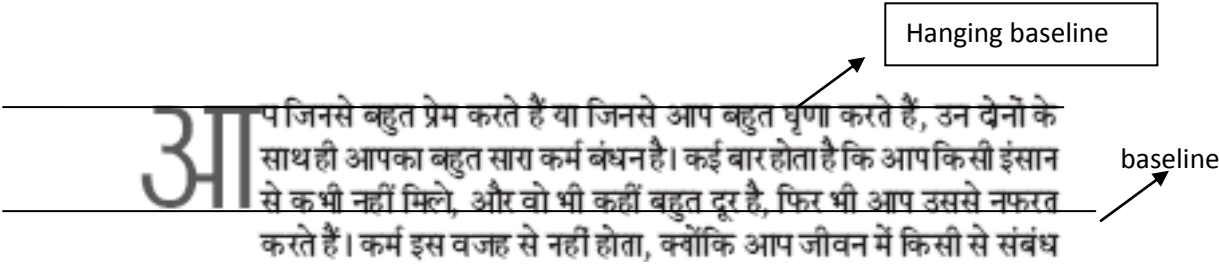 Hanging baseline
आप जिनसे बहुत प्रेम करते हैं या जिनसे आप बहुत घृणा करते हैं, उन दोनों के
साथ ही आपका बहुत सारा कर्म बंधन है। कई बार होता है कि आप किसी इंसान
baseline
से कभी नहीं मिले, और वो भी कहीं बहुत दूर है, फिर भी आप उससे नफरत
करते हैं। कर्म इस वजह से नहीं होता, क्योंकि आप जीवन में किसी से संबंध